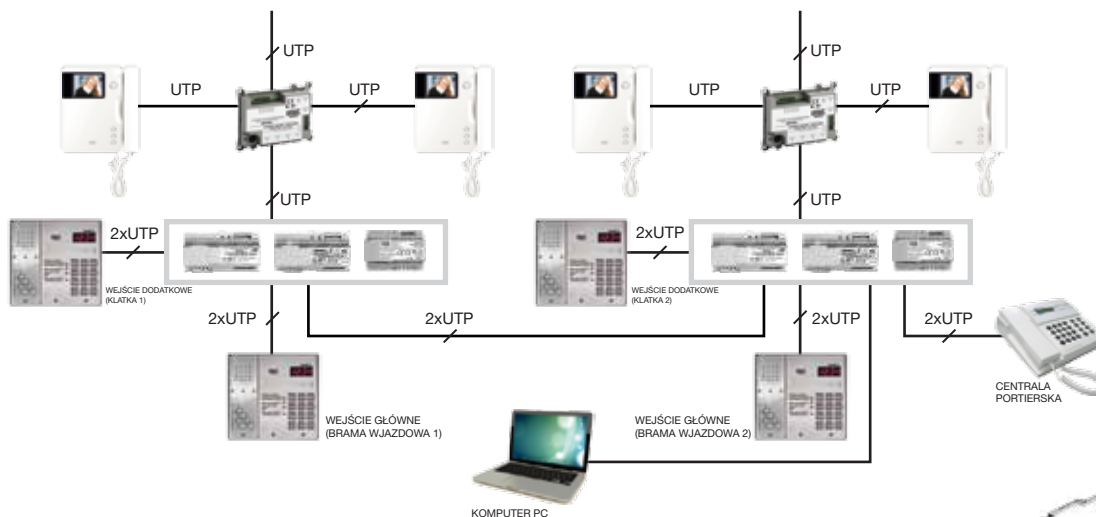 UTP
UTP
UTP
UTP
UTP
UTP
UTP
UTP
2xUTP
2xUTP
WEJŚCIE DODATKOWE
(KLATKA 1)
WEJŚCIE DODATKOWE
(KLATKA 2)
2xUTP
2xUTP
2xUTP
2xUTP
CENTRALA
PORTIERSKA
WEJŚCIE GŁÓWNE
(BRAMA WJAZDOWA 1)
WEJŚCIE GŁÓWNE
(BRAMA WJAZDOWA 2)
KOMPUTER PC